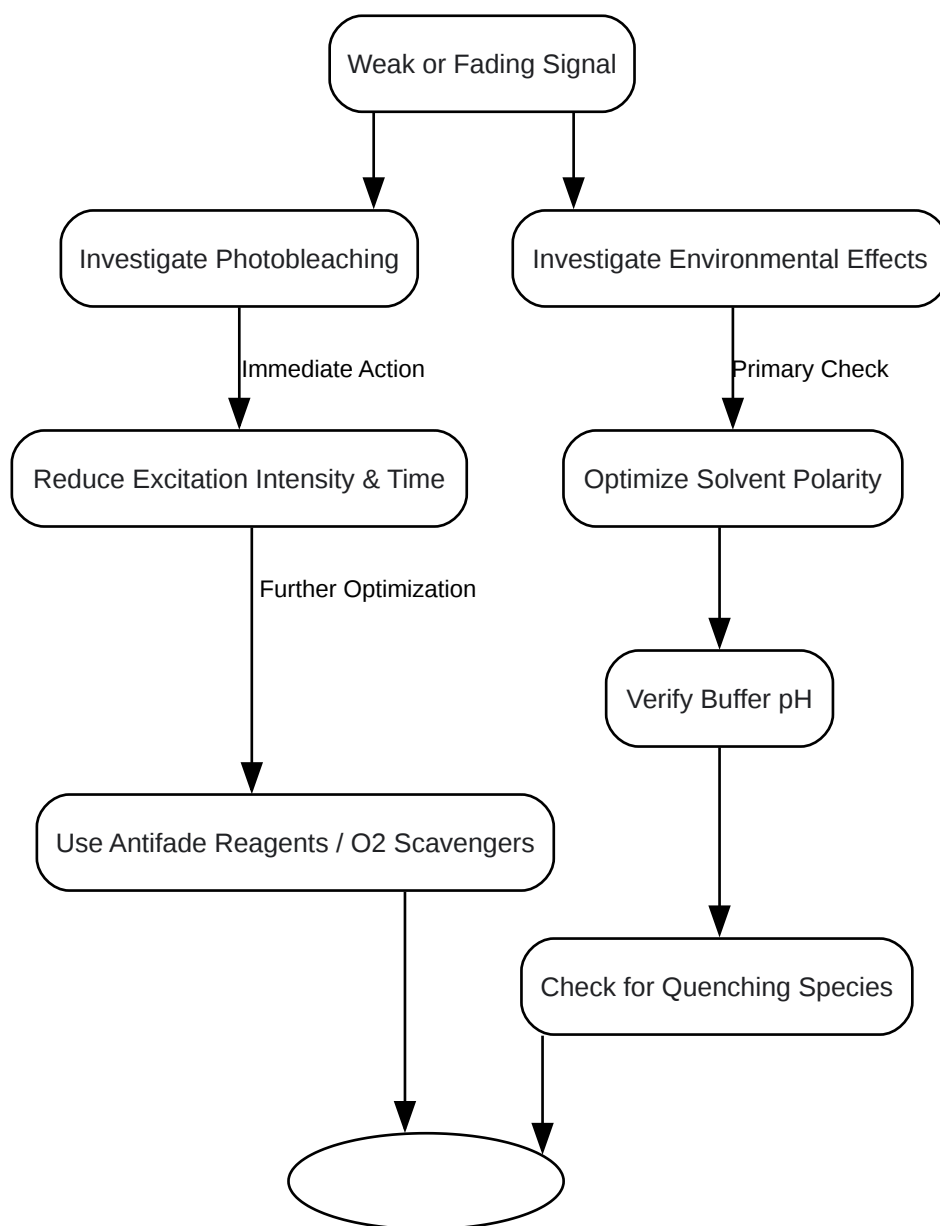 Weak or Fading Signal
Investigate Photobleaching
Investigate Environmental Effects
Immediate Action
Primary Check
Reduce Excitation Intensity & Time
Optimize Solvent Polarity
Further Optimization
Verify Buffer pH
Use Antifade Reagents / O2 Scavengers
Check for Quenching Species